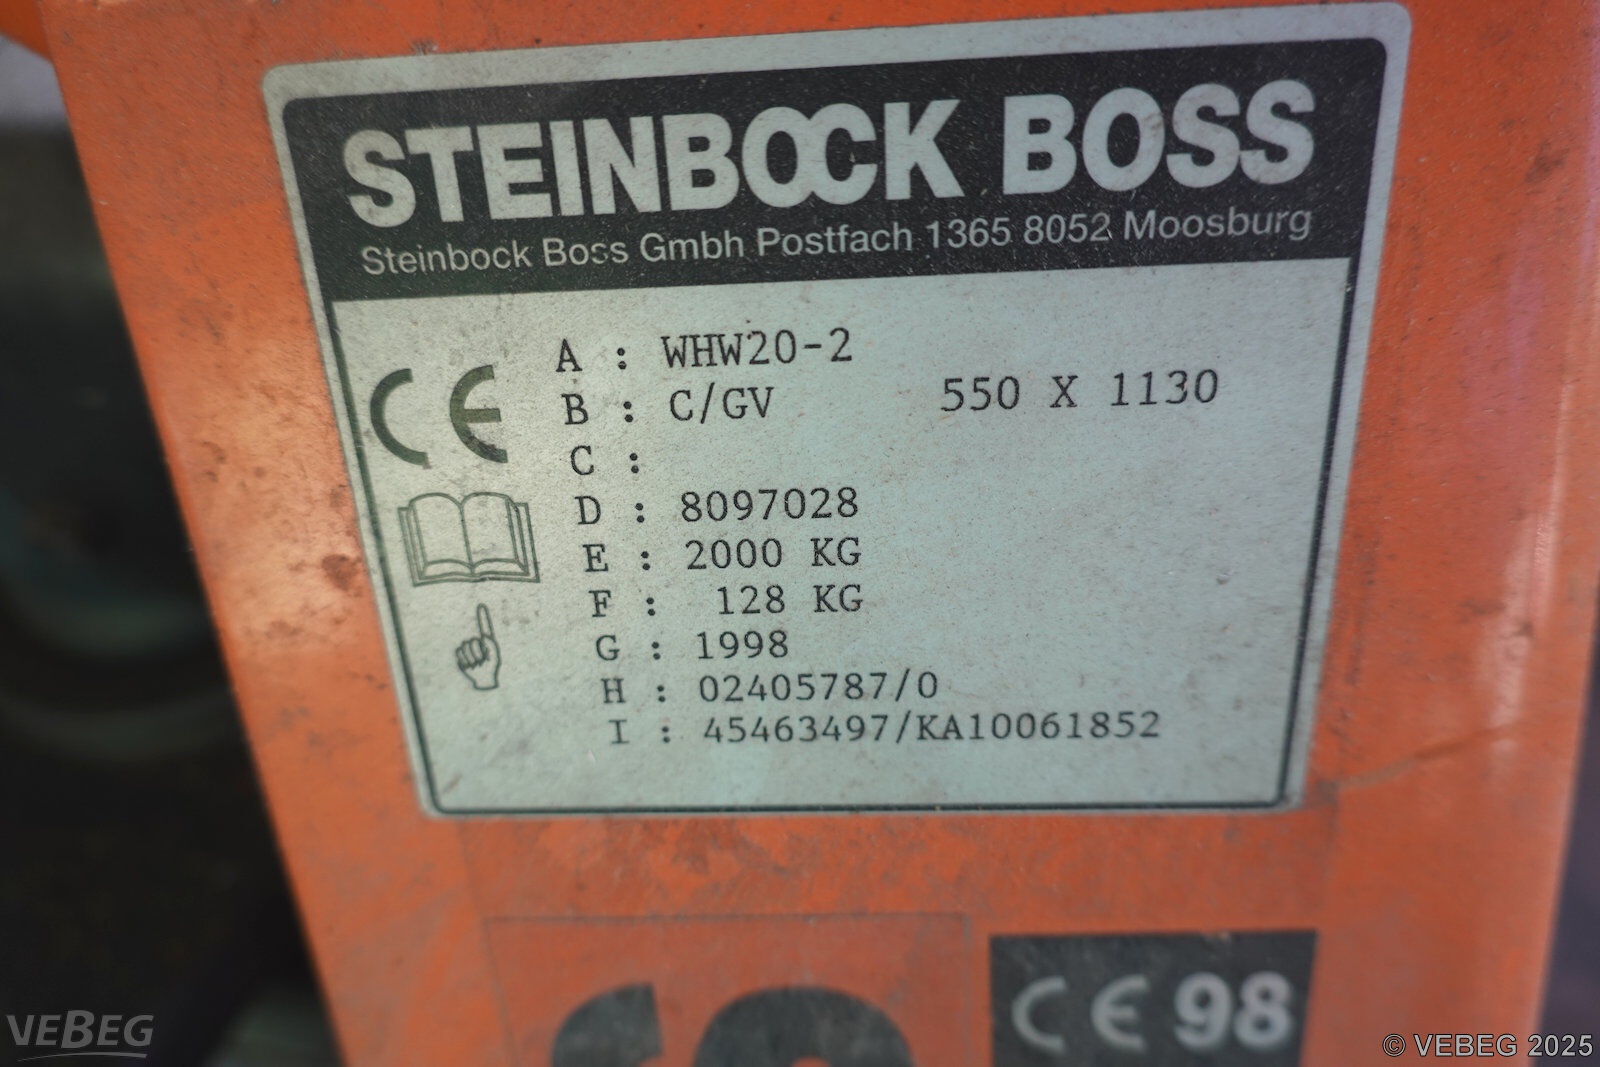 STEINBOCK BOSS
Steinbock Boss Gmbh Postfach 1365 8052 Moosburg
A : WHW20-2
B : C/GV 550 X 1130
C :
D : 8097028
E : 2000 KG
F : 128 KG
G : 1998
H : 02405787/0
I : 45463497/KA10061852
CE
CE 98
VEBEG
© VEBEG 2025